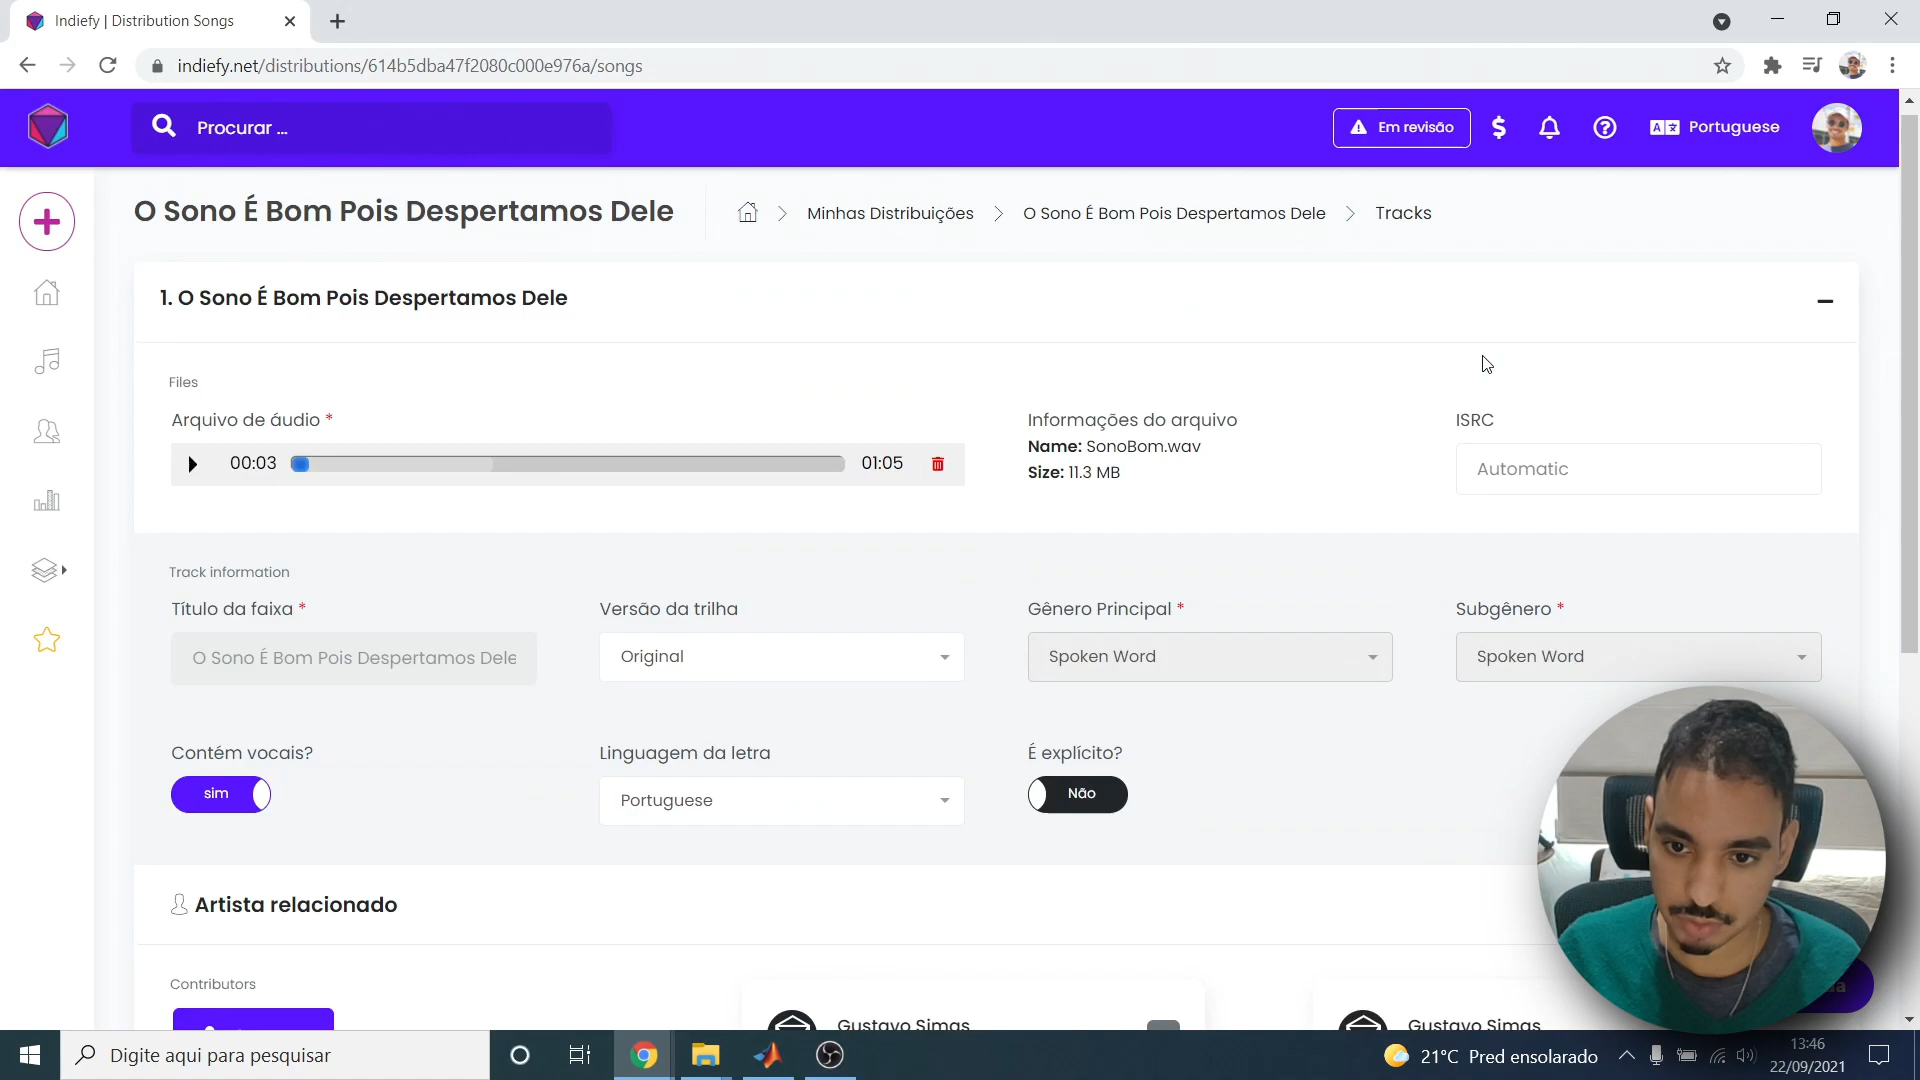 Indiefy | Distribution Songs
indiefy.net/distributions/614b5dba47f2080c000e976a/songs
Procurar ...
Em revisão
Portuguese
O Sono É Bom Pois Despertamos Dele
Minhas Distribuições
O Sono É Bom Pois Despertamos Dele
Tracks
1. O Sono É Bom Pois Despertamos Dele
Files
Arquivo de áudio *
00:03
01:05
Informações do arquivo
Name: SonoBom.wav
Size: 11.3 MB
ISRC
Automatic
Track information
Título da faixa *
Versão da trilha
Gênero Principal *
Subgênero *
O Sono É Bom Pois Despertamos Dele
Original
Spoken Word
Spoken Word
Contém vocais?
Linguagem da letra
É explícito?
sim
Portuguese
Não
Artista relacionado
Contributors
Gustavo Simas
Gustavo Simas
Digite aqui para pesquisar
21°C Pred ensolarado
13:46
22/09/2021